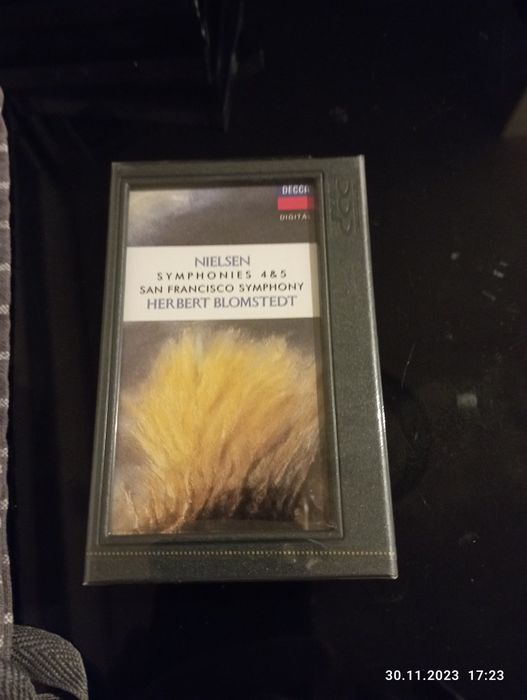 DECCA
DIGITAL
NIELSEN
SYMPHONIES 4&5
SAN FRANCISCO SYMPHONY
HERBERT BLOMSTEDT
30.11.2023 17:23